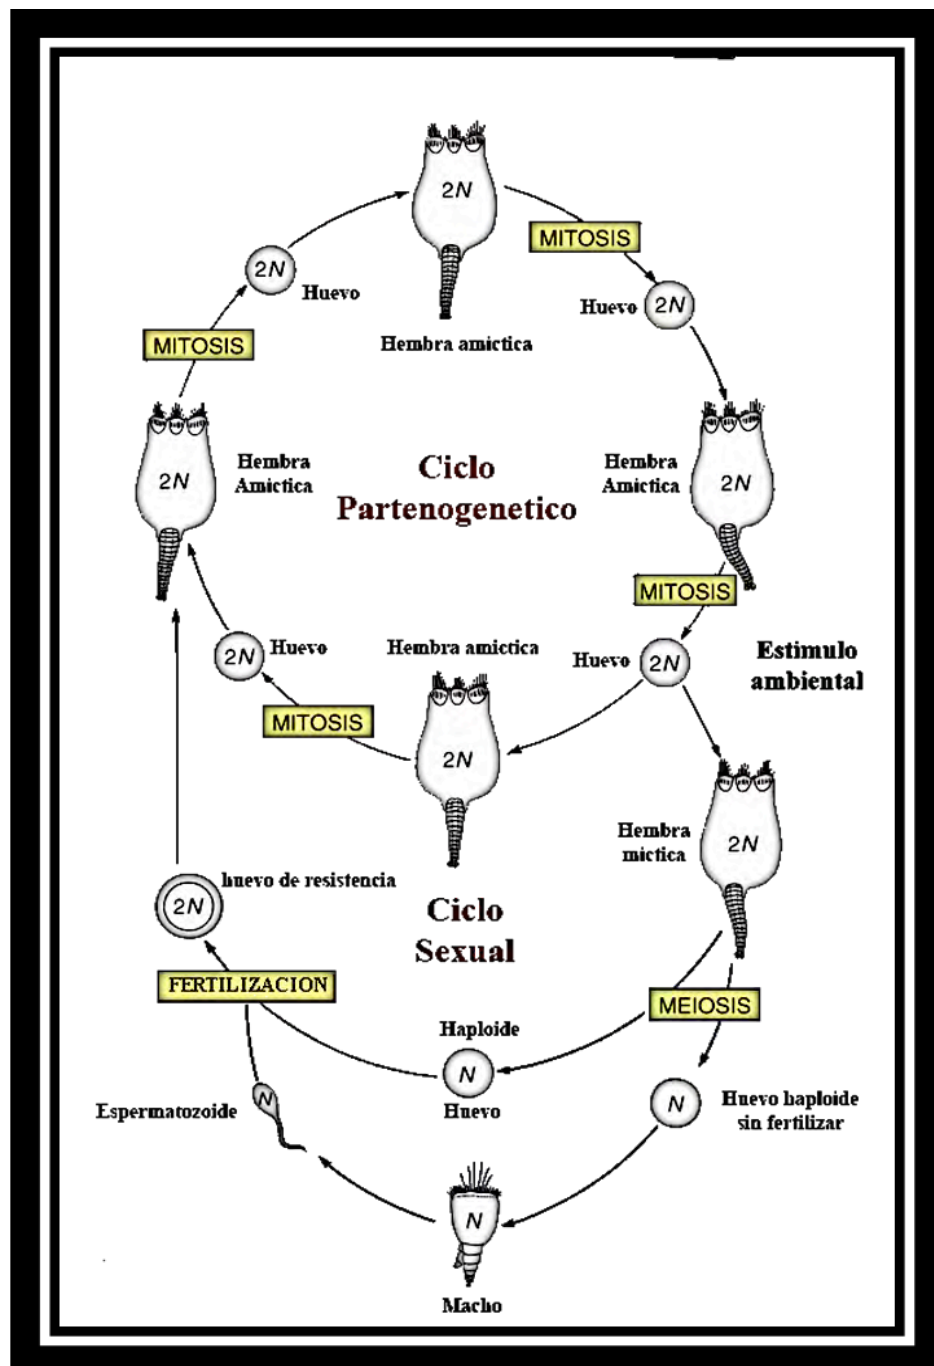 2N
MITOSIS
2N
Huevo
Huevo
2N
MITOSIS
Hembra amictica
Hembra
Amictica
2N
Ciclo
Partenogenetico
Hembra
Amictica
2N
MITOSIS
2N
Huevo
Hembra amictica
Huevo
2N
Estimulo
ambiental
MITOSIS
2N
Hembra
mictica
2N
huevo de resistencia
2N
Ciclo
Sexual
FERTILIZACION
MEIOSIS
Haploide
N
Huevo
N
Espermatozoide
N
Huevo haploide
sin fertilizar
N
Macho